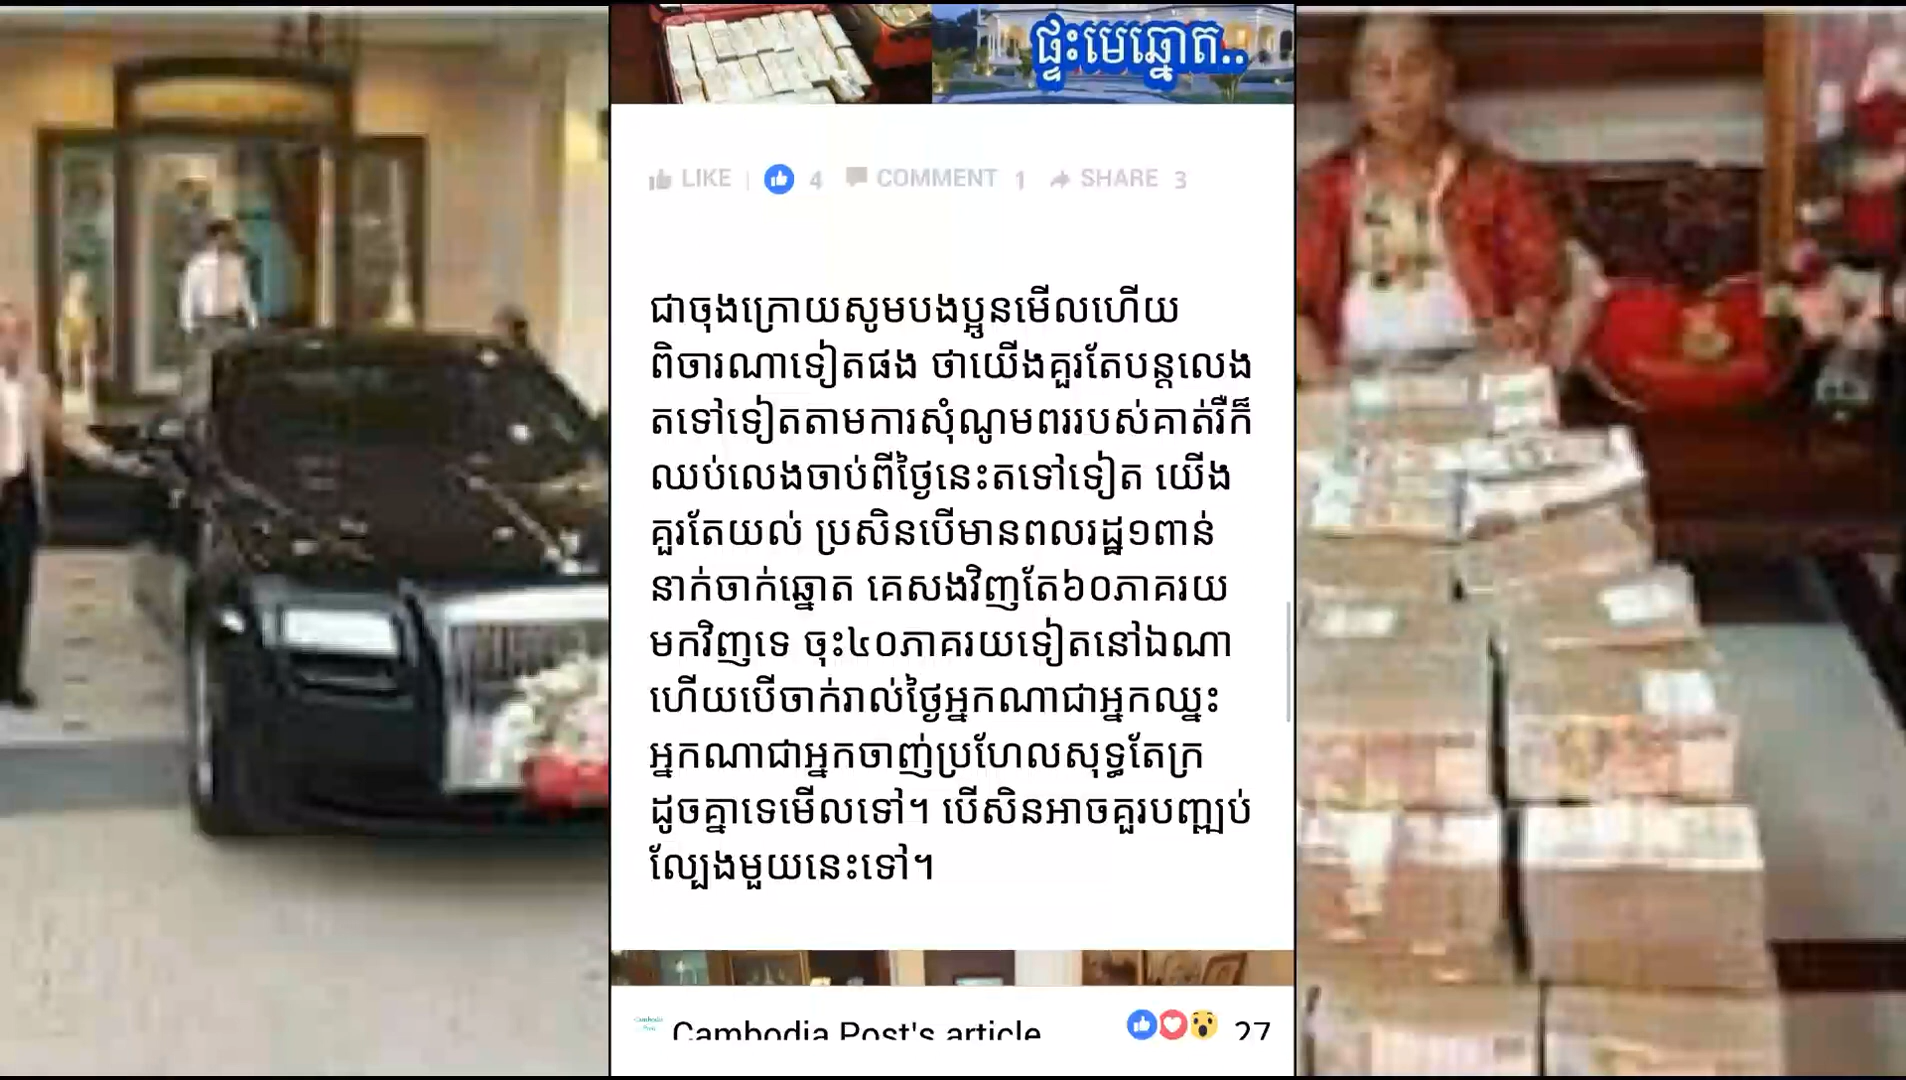 ផ្ទះមេឆ្នោត..
LIKE 4 COMMENT 1 SHARE 3
ជាចុងក្រោយសូមបងប្អូនមើលហើយ
ពិចារណាទៀតផង ថាយើងគួរតែបន្តលេង
តទៅទៀតតាមការសុំណូមពររបស់គាត់រឺក៏
ឈប់លេងចាប់ពីថ្ងៃនេះតទៅទៀត យើង
គួរតែយល់ ប្រសិនបើមានពលរដ្ឋ១ពាន់
នាក់ចាក់ឆ្នោត គេសងវិញតែ៦០ភាគរយ
មកវិញទេ ចុះ៤០ភាគរយទៀតនៅឯណា
ហើយបើចាក់រាល់ថ្ងៃអ្នកណាជាអ្នកឈ្នះ
អ្នកណាជាអ្នកចាញ់ប្រហែលសុទ្ធតែក្រ
ដូចគ្នាទេមើលទៅ។ បើសិនអាចគួរបញ្ឈប់
ល្បែងមួយនេះទៅ។
Cambodia Post's article 27